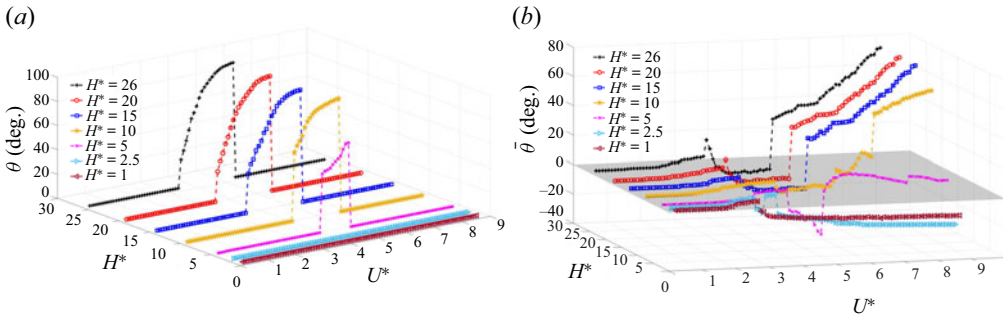 (a)
(b)
100
80
60
40
20
0
θ (deg.)
H* = 26
H* = 20
H* = 15
H* = 10
H* = 5
H* = 2.5
H* = 1
30
25
20
15
10
5
0
H*
1
2
3
4
5
6
7
8
9
U*
80
60
40
20
0
−20
−40
θ̄ (deg.)
H* = 26
H* = 20
H* = 15
H* = 10
H* = 5
H* = 2.5
H* = 1
30
25
20
15
10
5
0
H*
1
2
3
4
5
6
7
8
9
U*